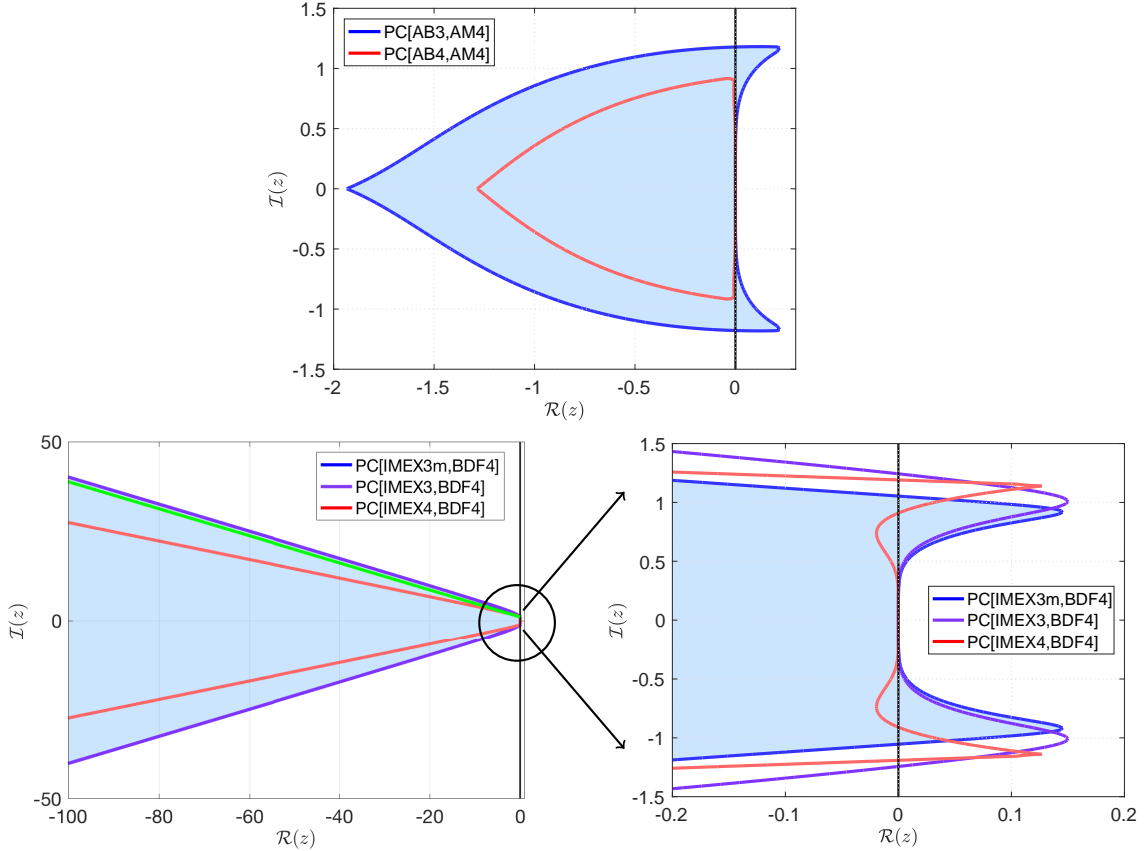 1.5
1
0.5
0
-0.5
-1
-1.5
ℐ(z)
PC[AB3,AM4]
PC[AB4,AM4]
-2
-1.5
-1
-0.5
0
ℛ(z)
50
0
-50
ℐ(z)
PC[IMEX3m,BDF4]
PC[IMEX3,BDF4]
PC[IMEX4,BDF4]
-100
-80
-60
-40
-20
0
ℛ(z)
1.5
1
0.5
0
-0.5
-1
-1.5
ℐ(z)
PC[IMEX3m,BDF4]
PC[IMEX3,BDF4]
PC[IMEX4,BDF4]
-0.2
-0.1
0
0.1
0.2
ℛ(z)